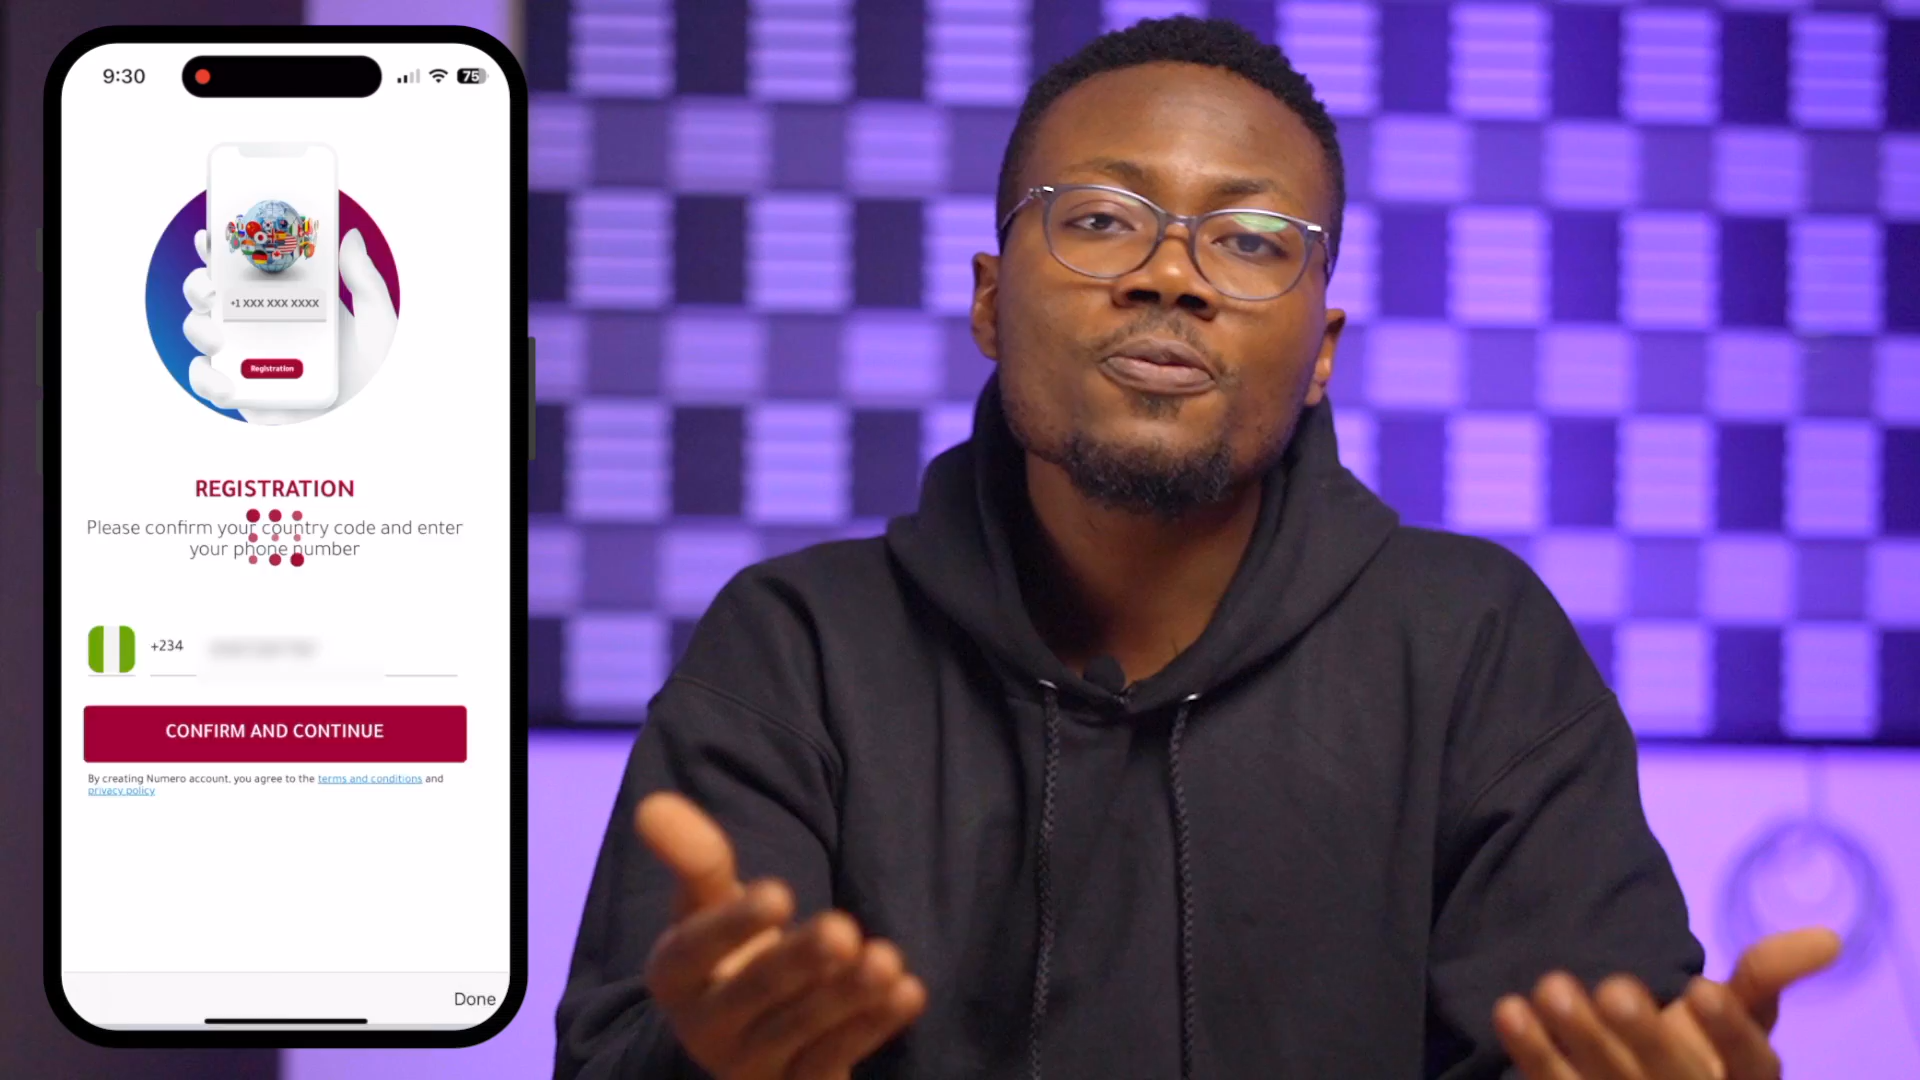 9:30
75
+1 XXX XXX XXXX
Registration
REGISTRATION
Please confirm your country code and enter
your phone number
+234
CONFIRM AND CONTINUE
By creating Numero account, you agree to the terms and conditions and
privacy policy
Done